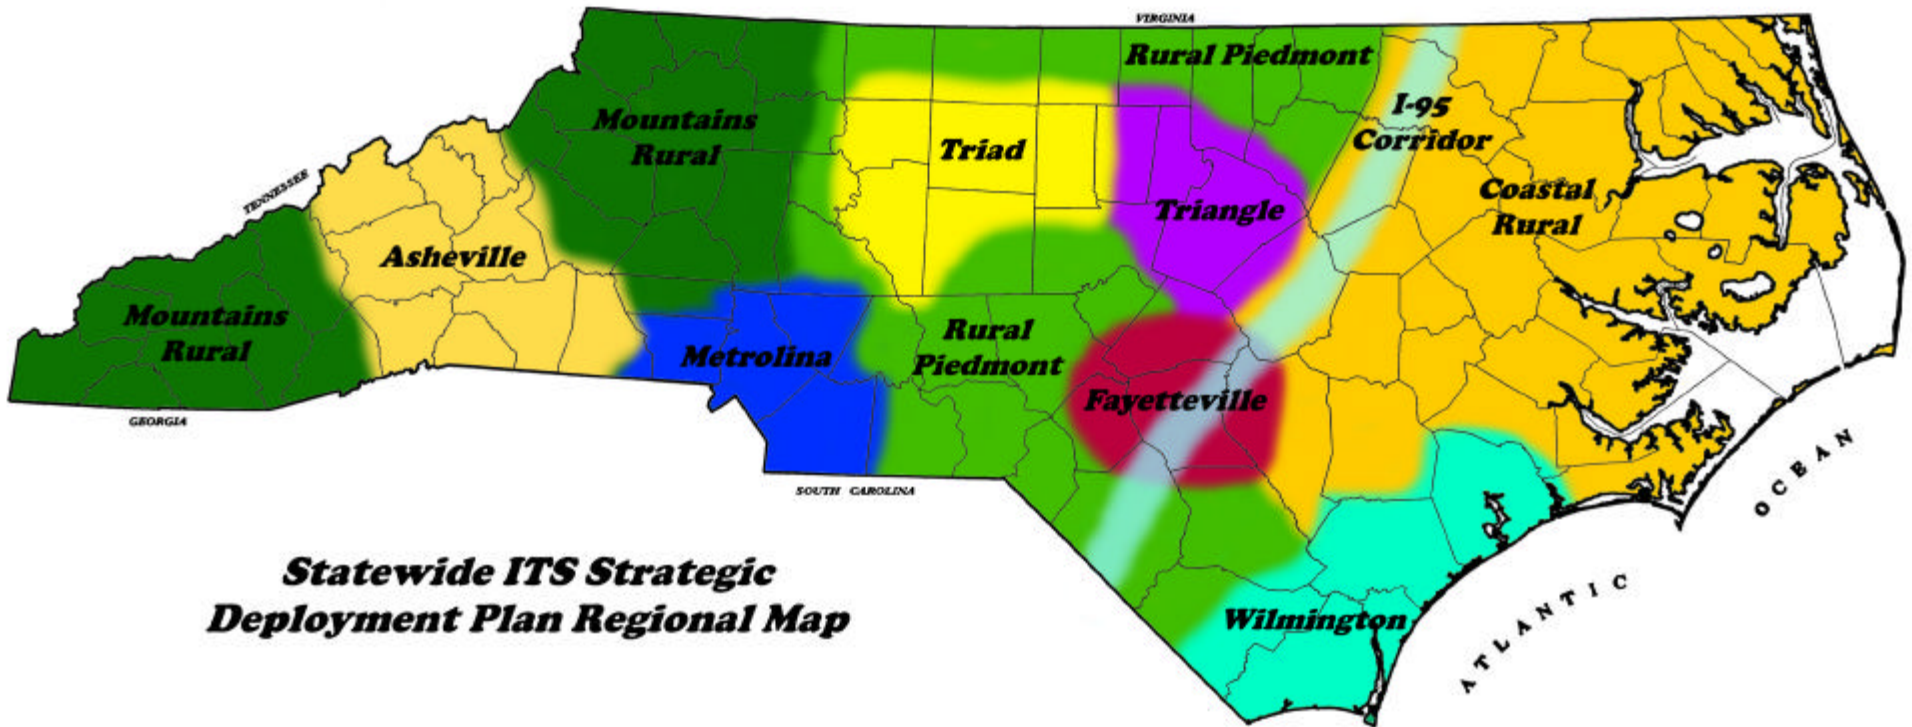 VIRGINIA
Rural Piedmont
I-95
Corridor
Mountains
Rural
Triad
TENNESSEE
Coastal
Rural
Triangle
Asheville
Mountains
Rural
Rural
Piedmont
Metrolina
Fayetteville
GEORGIA
SOUTH CAROLINA
OCEAN
ATLANTIC
Statewide ITS Strategic
Deployment Plan Regional Map
Wilmington